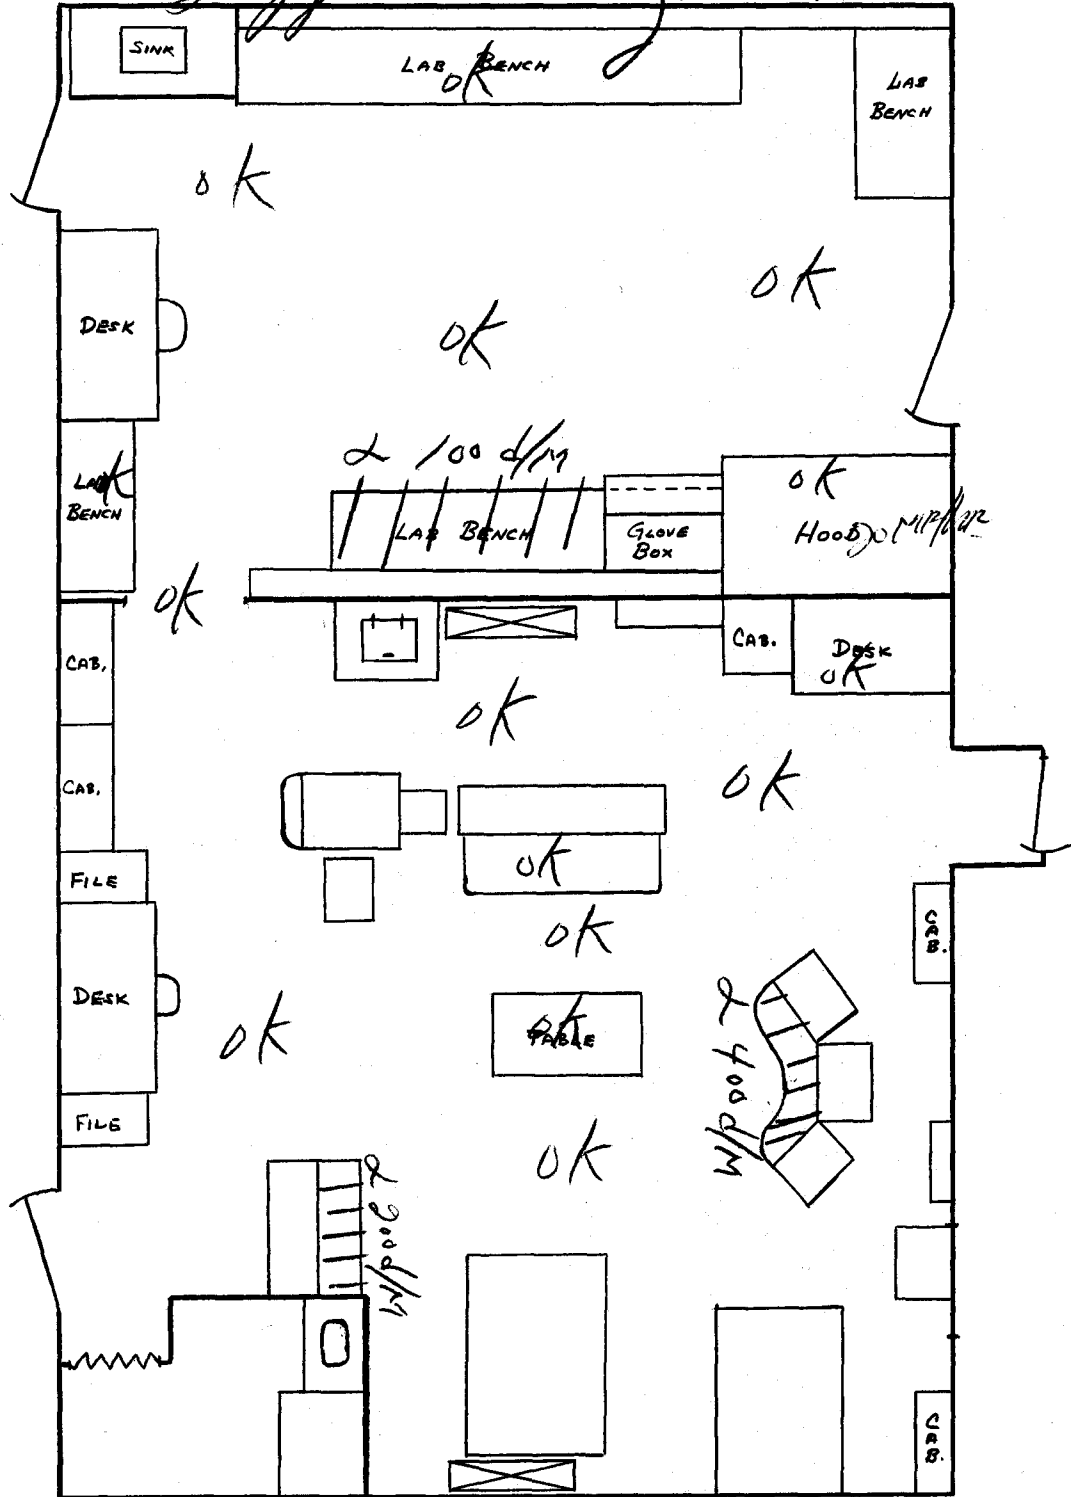 SINK
LAB BENCH
OK
LAB
BENCH
OK
OK
DESK
OK
LAB
BENCH
OK
α 100 d/m
LAB BENCH
GLOVE
BOX
OK
HOOD
OK
CAB.
DESK
OK
CAB.
OK
OK
CAB.
OK
FILE
OK
CAB.
DESK
OK
TABLE
OK
α 400 d/m
FILE
OK
α 200 d/m
CAB.